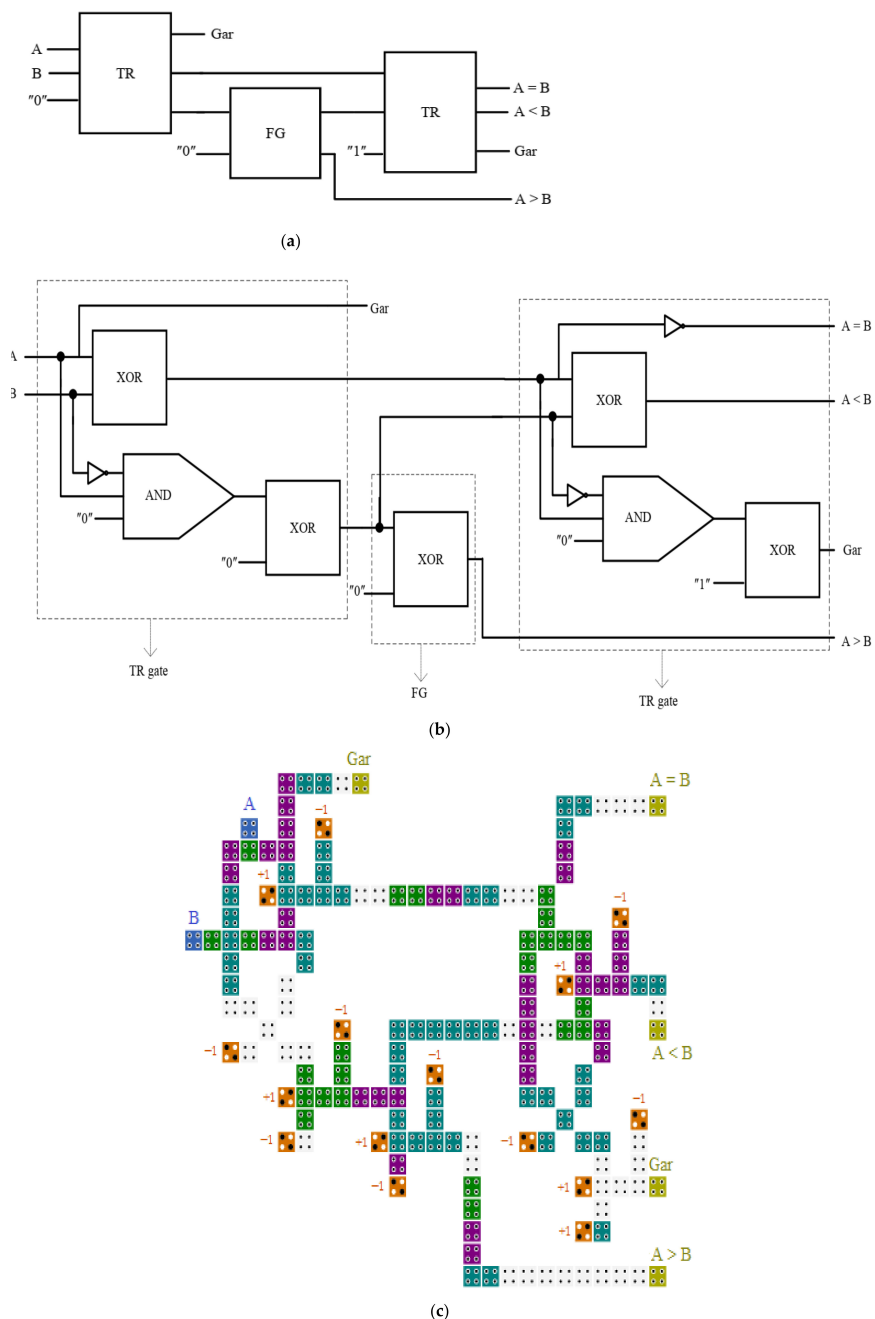 Gar
A
B
TR
"0"
A = B
TR
A < B
FG
"0"
"1"
Gar
A > B
(a)
Gar
A = B
A
XOR
B
XOR
A < B
AND
"0"
XOR
"0"
XOR
"0"
AND
"0"
XOR
Gar
"1"
A > B
TR gate
FG
TR gate
(b)
Gar
A = B
A
−1
+1
−1
B
+1
−1
−1
−1
A < B
+1
−1
−1
+1
−1
Gar
−1
+1
+1
A > B
(c)